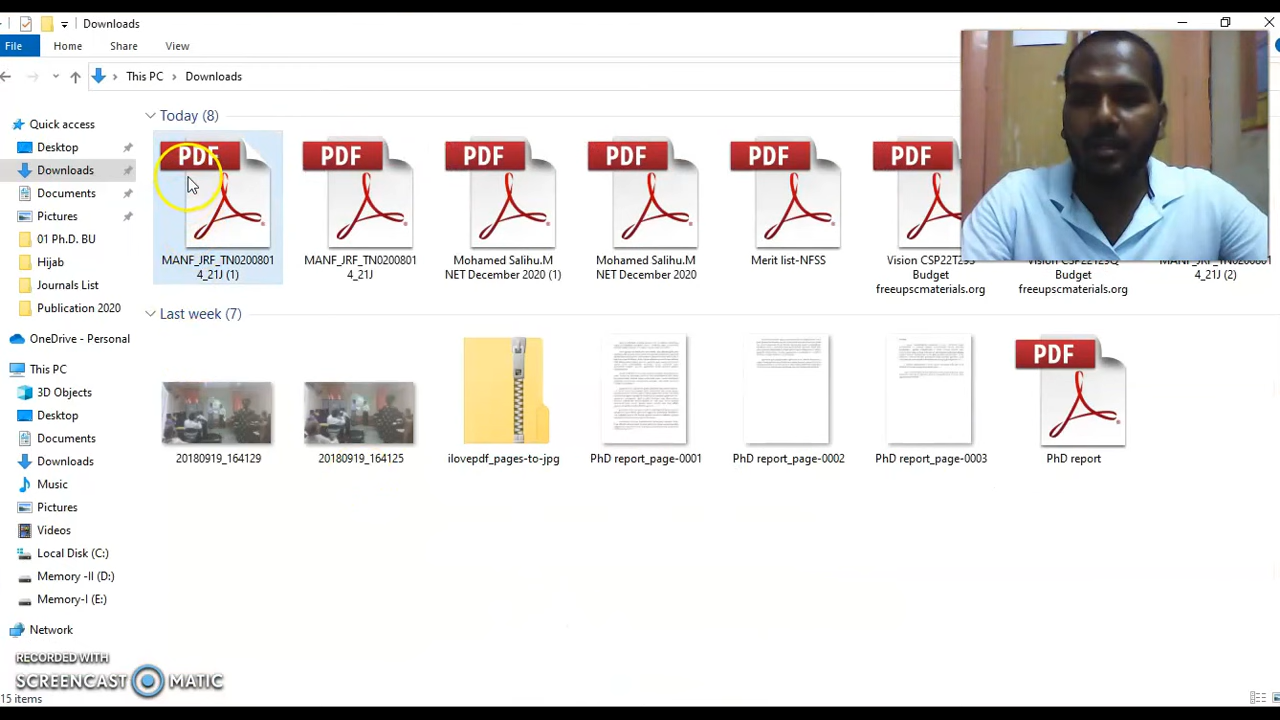 Downloads
File Home Share View
This PC Downloads
Today (8)
Quick access
Desktop
Downloads
Documents
Pictures
01 Ph.D. BU
Hijab
Journals List
Publication 2020
OneDrive - Personal
This PC
3D Objects
Desktop
Documents
Downloads
Music
Pictures
Videos
Local Disk (C:)
Memory -II (D:)
Memory-I (E:)
Network
PDF PDF PDF PDF PDF PDF
MANF_JRF_TN0200801
4_21J (1)
MANF_JRF_TN0200801
4_21J
Mohamed Salihu.M
NET December 2020 (1)
Mohamed Salihu.M
NET December 2020
Merit list-NFSS
Budget
freeupscmaterials.org
Budget
freeupscmaterials.org
4_21J (2)
Last week (7)
PDF
20180919_164129
20180919_164125
ilovepdf_pages-to-jpg
PhD report_page-0001
PhD report_page-0002
PhD report_page-0003
PhD report
RECORDED WITH
SCREENCAST MATIC
15 items